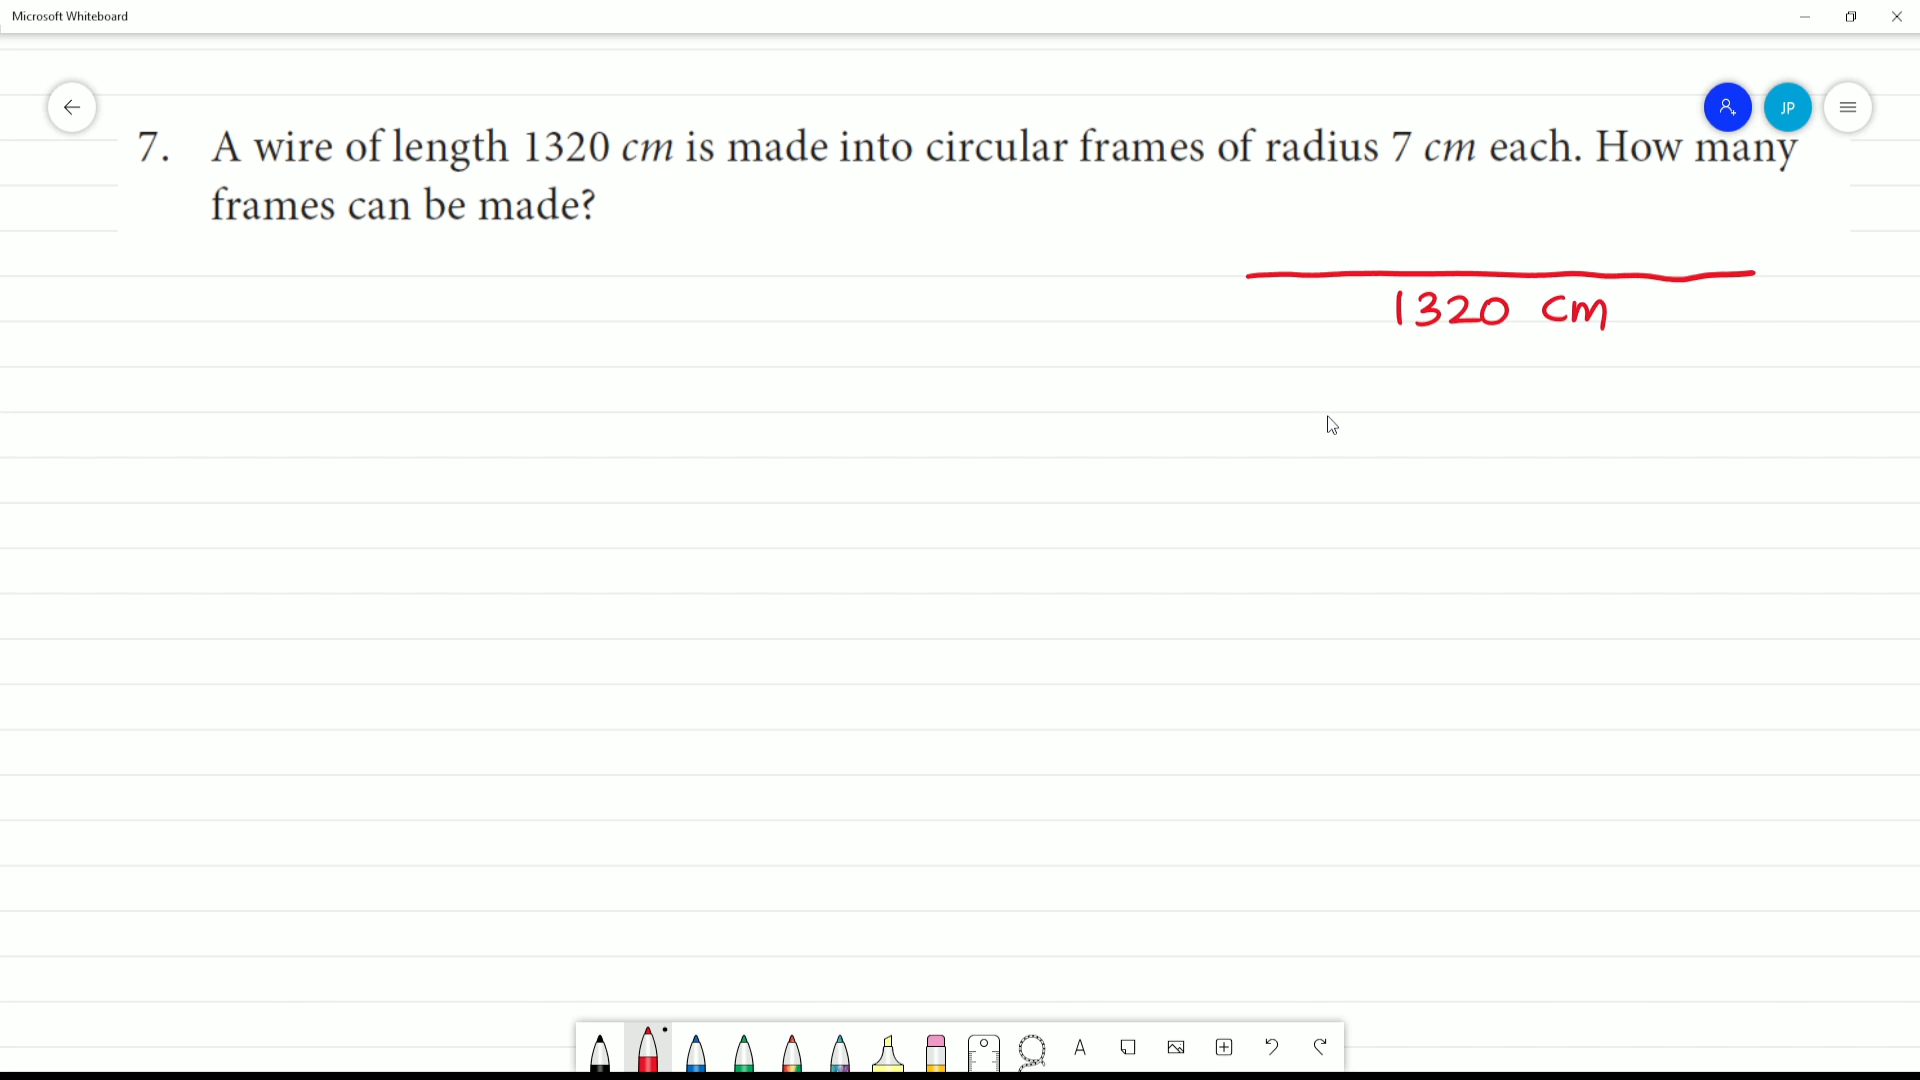 Microsoft Whiteboard
JP
7. A wire of length 1320 cm is made into circular frames of radius 7 cm each. How many
frames can be made?
1320 cm
A